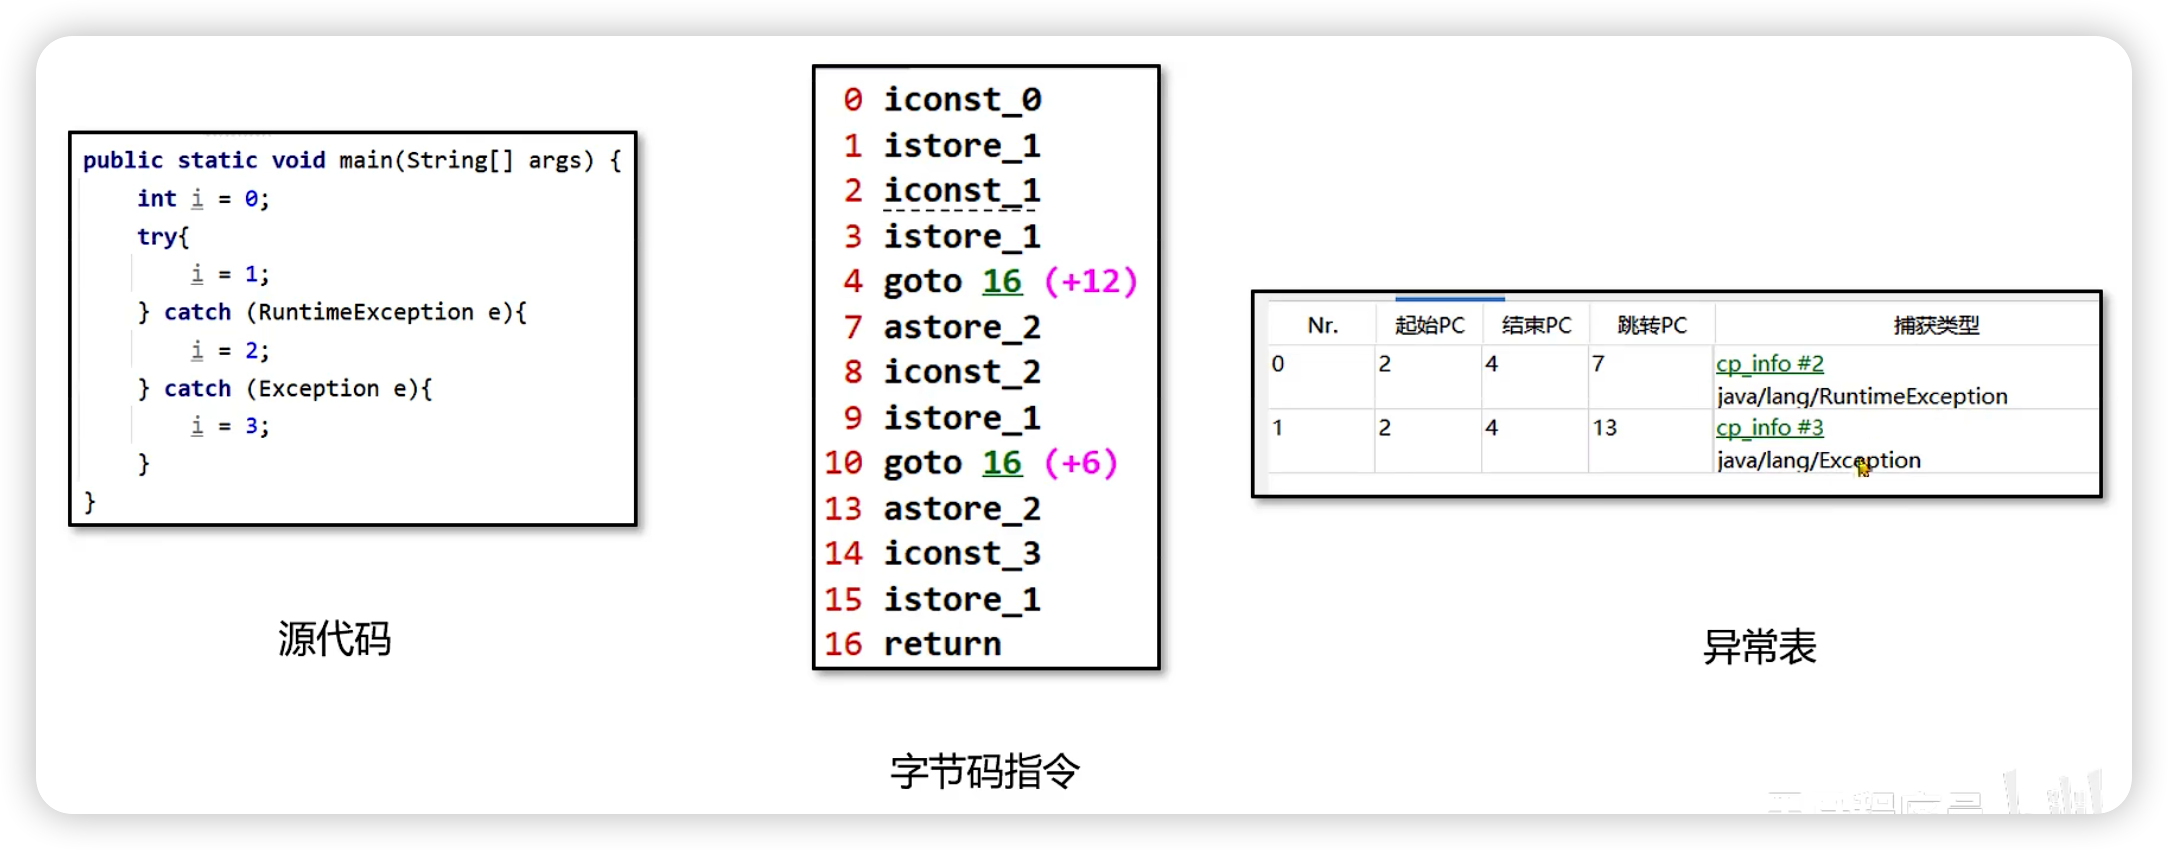 public static void main(String[] args) {
int i = 0;
try{
i = 1;
} catch (RuntimeException e){
i = 2;
} catch (Exception e){
i = 3;
}
}
源代码
0 iconst_0
1 istore_1
2 iconst_1
3 istore_1
4 goto 16 (+12)
7 astore_2
8 iconst_2
9 istore_1
10 goto 16 (+6)
13 astore_2
14 iconst_3
15 istore_1
16 return
字节码指令
Nr. 起始PC 结束PC 跳转PC 捕获类型
0 2 4 7 cp_info #2
java/lang/RuntimeException
1 2 4 13 cp_info #3
java/lang/Exception
异常表